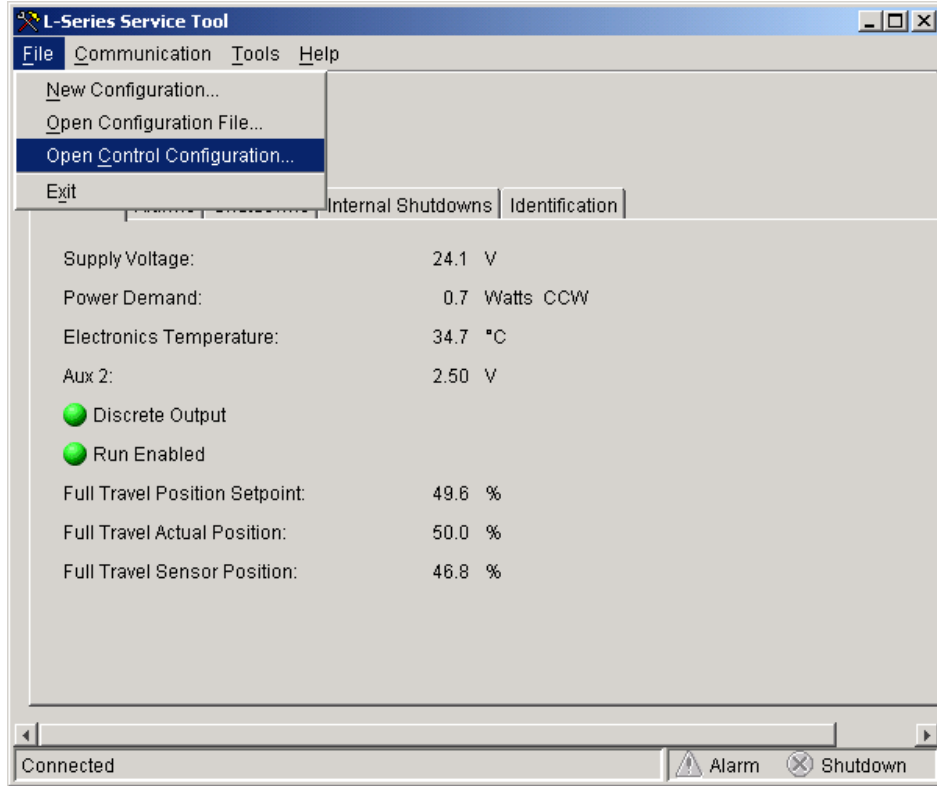 L-Series Service Tool
File Communication Tools Help
New Configuration...
Open Configuration File...
Open Control Configuration...
Exit
Internal Shutdowns Identification
Supply Voltage: 24.1 V
Power Demand: 0.7 Watts CCW
Electronics Temperature: 34.7 °C
Aux 2: 2.50 V
Discrete Output
Run Enabled
Full Travel Position Setpoint: 49.6 %
Full Travel Actual Position: 50.0 %
Full Travel Sensor Position: 46.8 %
Connected Alarm Shutdown